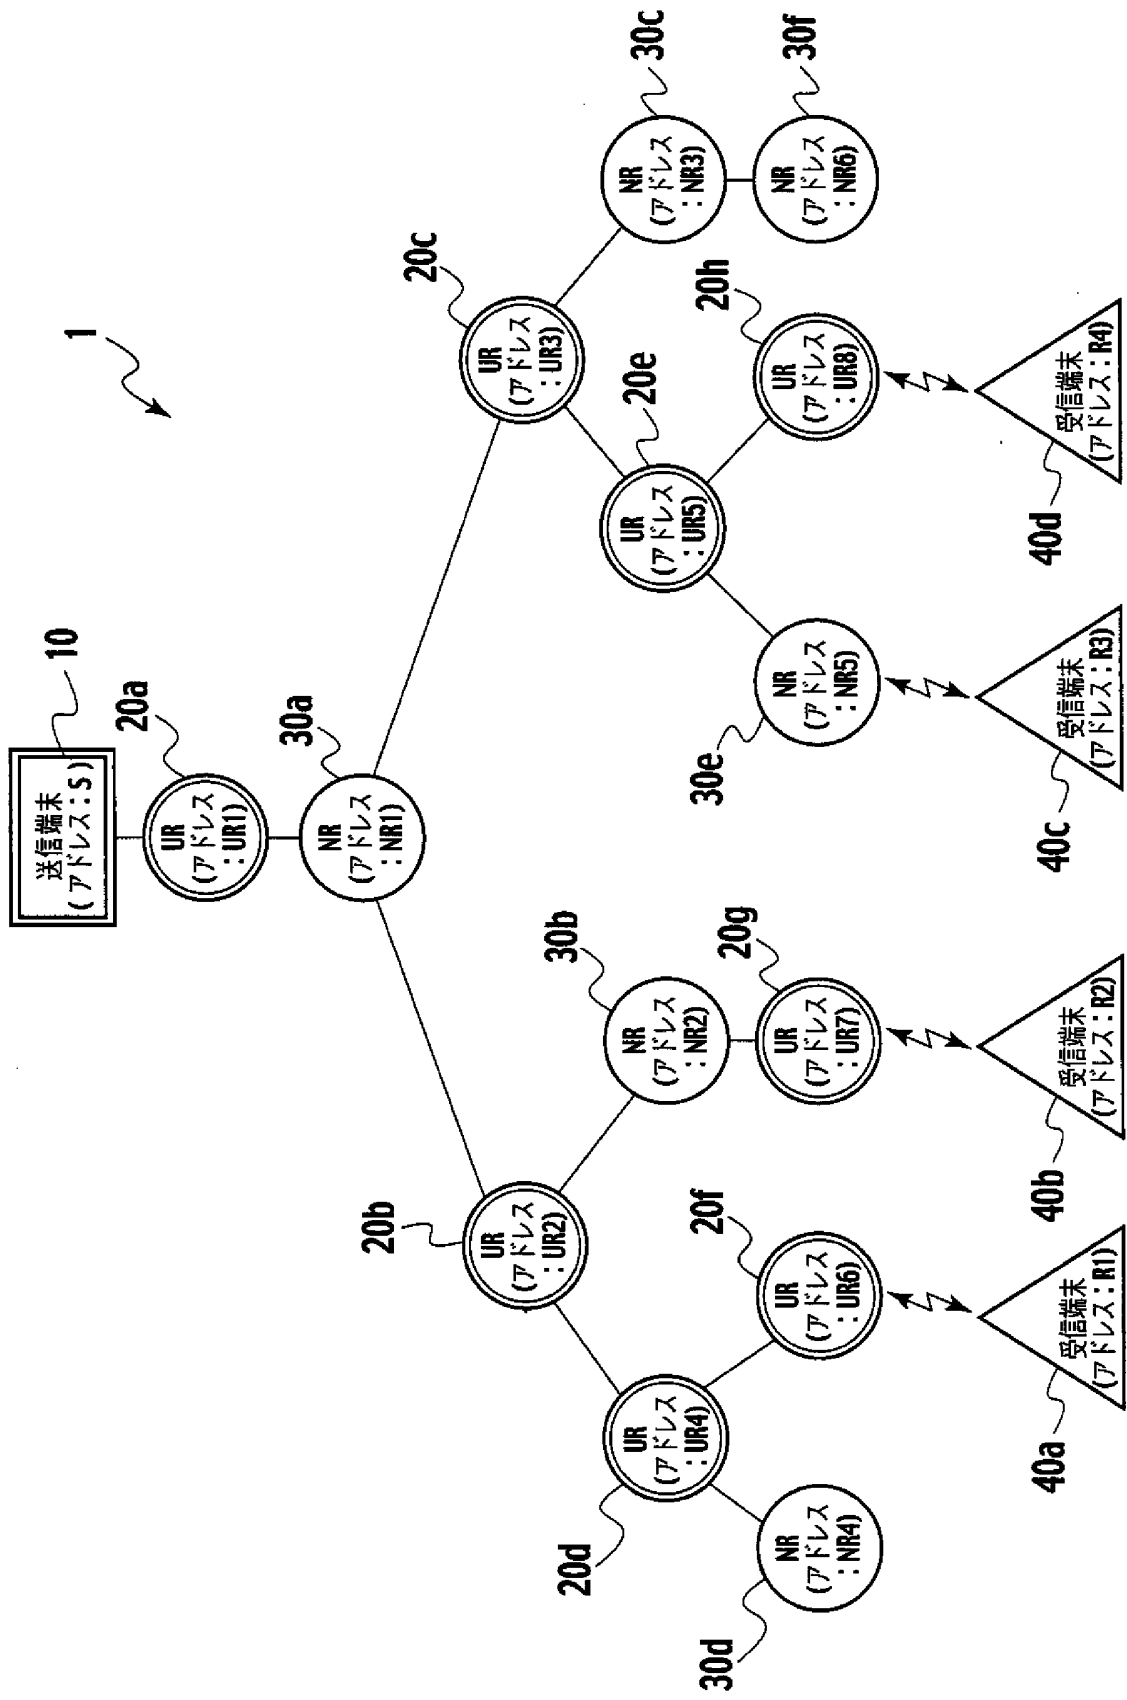 1
送信端末
(アドレス:S)
10
UR
(アドレス
:UR1)
20a
NR
(アドレス
:NR1)
30a
UR
(アドレス
:UR2)
20b
UR
(アドレス
:UR3)
20c
UR
(アドレス
:UR4)
20d
NR
(アドレス
:NR2)
30b
UR
(アドレス
:UR5)
20e
NR
(アドレス
:NR3)
30c
NR
(アドレス
:NR4)
30d
UR
(アドレス
:UR6)
20f
UR
(アドレス
:UR7)
20g
NR
(アドレス
:NR5)
30e
UR
(アドレス
:UR8)
20h
NR
(アドレス
:NR6)
30f
受信端末
(アドレス:R1)
40a
受信端末
(アドレス:R2)
40b
受信端末
(アドレス:R3)
40c
受信端末
(アドレス:R4)
40d